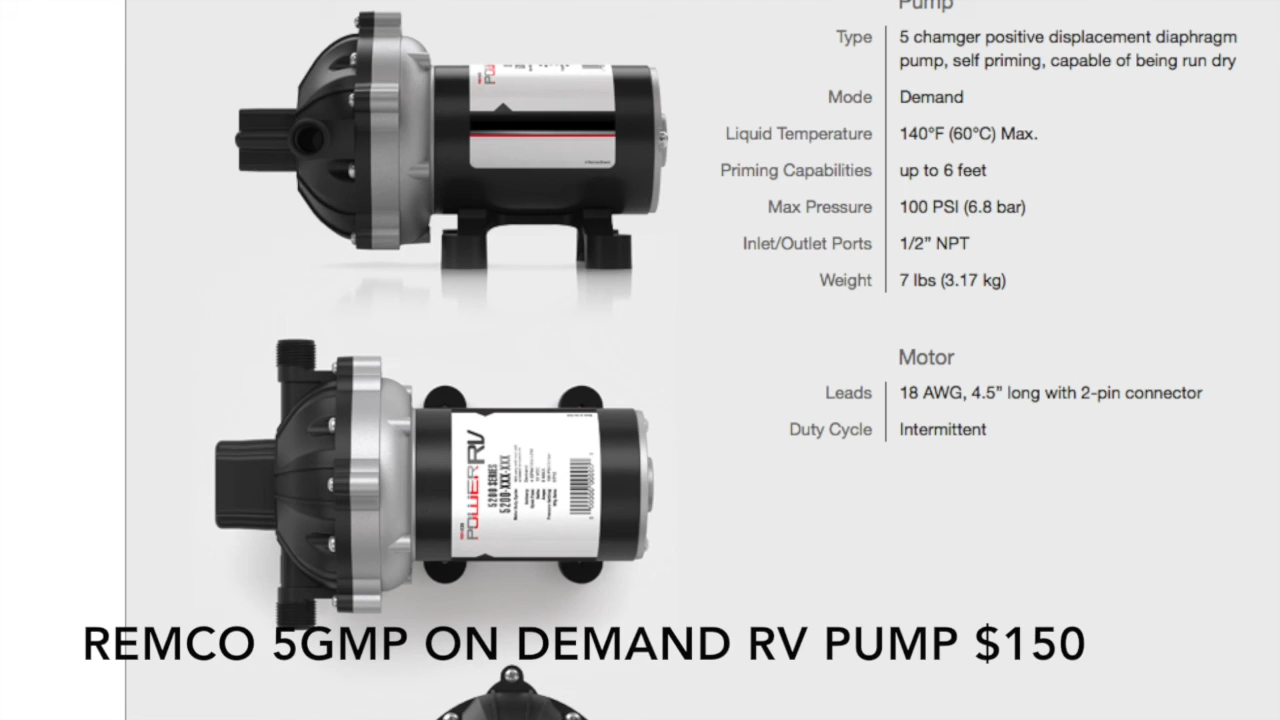 Pump
Type 5 chamger positive displacement diaphragm
pump, self priming, capable of being run dry
Mode Demand
Liquid Temperature 140°F (60°C) Max.
Priming Capabilities up to 6 feet
Max Pressure 100 PSI (6.8 bar)
Inlet/Outlet Ports 1/2” NPT
Weight 7 lbs (3.17 kg)
Motor
Leads 18 AWG, 4.5” long with 2-pin connector
Duty Cycle Intermittent
POWERRV
5200 SERIES
5200-XXX-XXX
REMCO 5GMP ON DEMAND RV PUMP $150